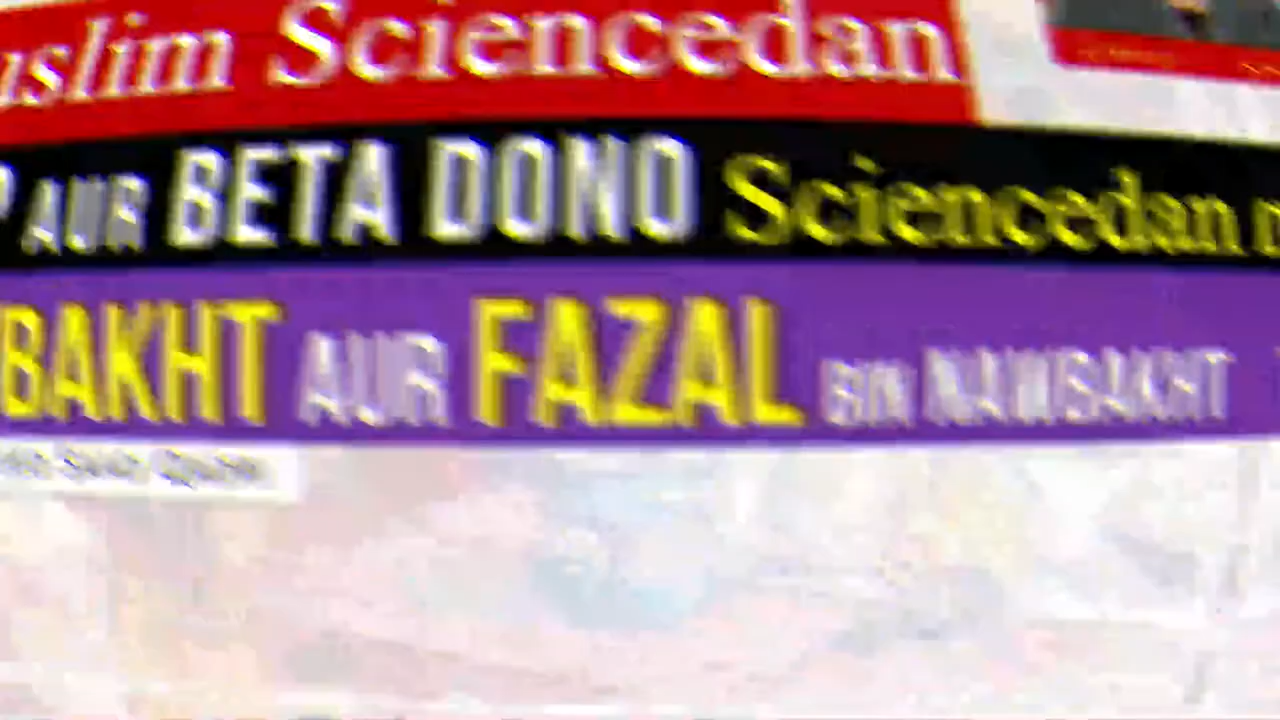 uslim Sciencedan
P AUR BETA DONO Sciencedan
BAKHT AUR FAZAL BIN NAWBAKHT